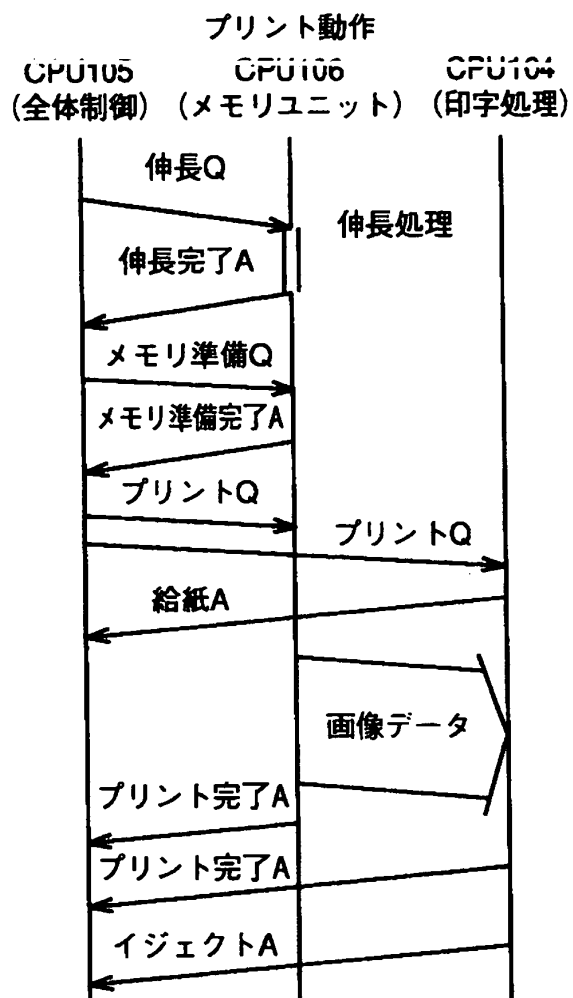 プリント動作
CPU105 CPU106 CPU104
(全体制御) (メモリユニット) (印字処理)
伸長Q
伸長処理
伸長完了A
メモリ準備Q
メモリ準備完了A
プリントQ
プリントQ
給紙A
画像データ
プリント完了A
プリント完了A
イジェクトA